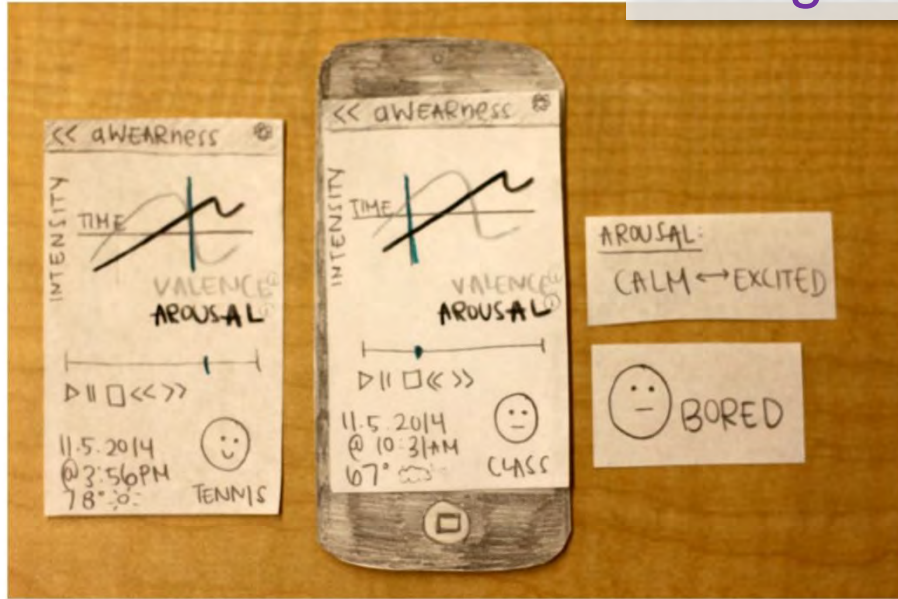 << aWEARness
INTENSITY
TIME
VALENCE
AROUSAL
<< >>
11.5.2014
@3:56PM
78°
TENNIS
<< aWEARness
INTENSITY
TIME
VALENCE
AROUSAL
<< >>
11.5.2014
@ 10:31AM
67°
CLASS
AROUSAL:
CALM ↔ EXCITED
BORED